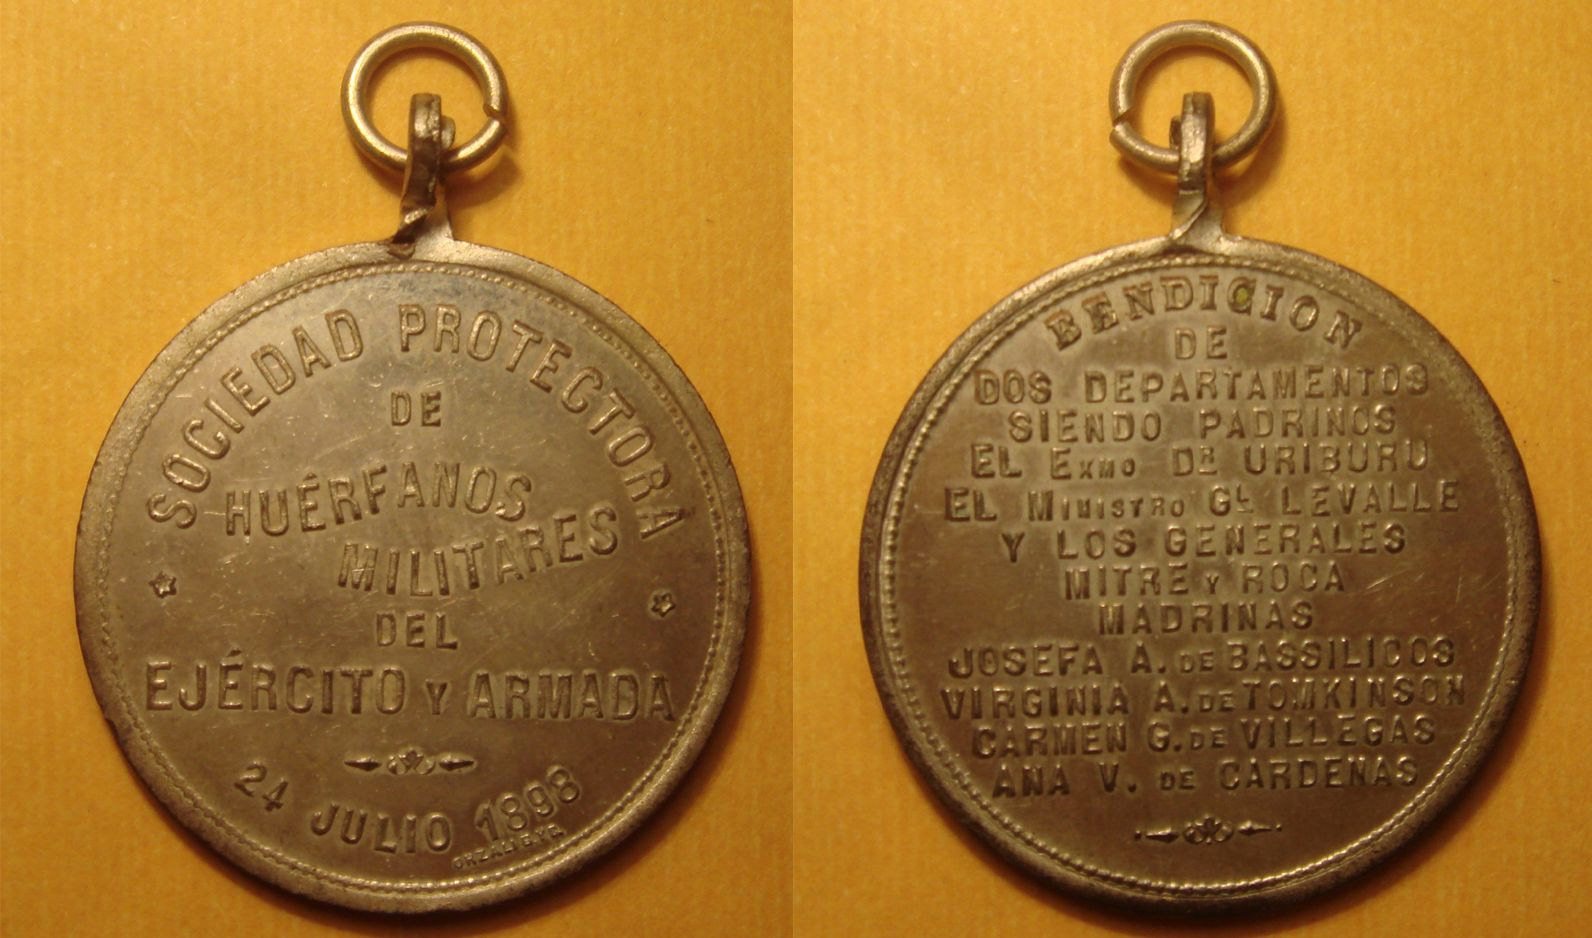 SOCIEDAD PROTECTORA
DE
HUÉRFANOS
MILITARES
DEL
EJÉRCITO Y ARMADA
24 JULIO 1898
ORZALI B. YA.
BENDICION
DE
DOS DEPARTAMENTOS
SIENDO PADRINOS
EL EXMO DR URIBURU
EL MINISTRO GL LEVALLE
Y LOS GENERALES
MITRE Y ROCA
MADRINAS
JOSEFA A. DE BASSILICOS
VIRGINIA A. DE TOMKINSON
CARMEN G. DE VILLEGAS
ANA V. DE CARDENAS